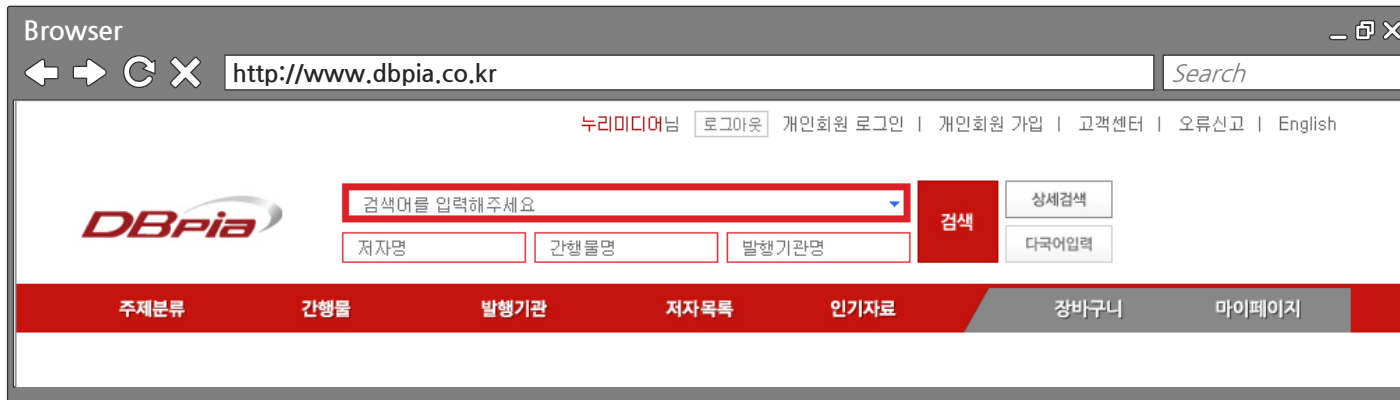 Browser
http://www.dbpia.co.kr Search
누리미디어님 로그아웃 개인회원 로그인 | 개인회원 가입 | 고객센터 | 오류신고 | English
DBpia
검색어를 입력해주세요 검색 상세검색
저자명 간행물명 발행기관명 다국어입력
주제분류 간행물 발행기관 저자목록 인기자료 장바구니 마이페이지